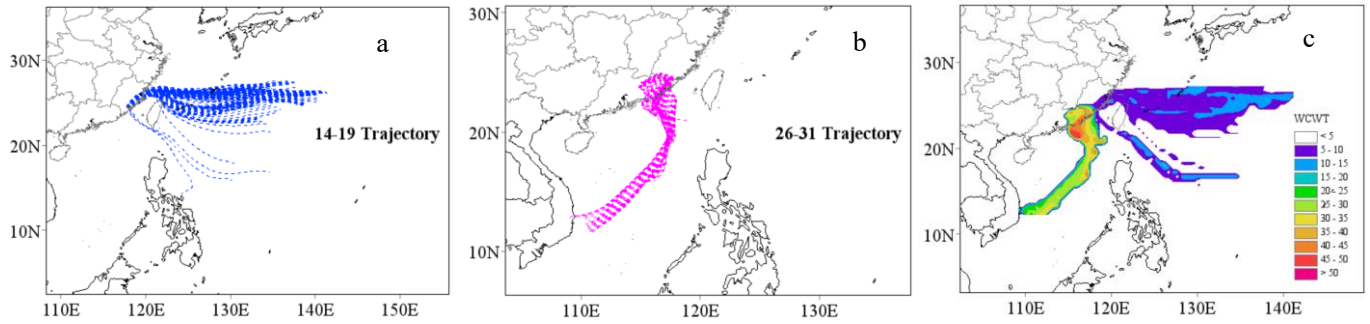 a
30N
20N
10N
14-19 Trajectory
110E 120E 130E 140E 150E
b
30N
20N
10N
26-31 Trajectory
110E 120E 130E
c
30N
20N
10N
WCWT
< 5
5 - 10
10 - 15
15 - 20
20 - 25
25 - 30
30 - 35
35 - 40
40 - 45
45 - 50
> 50
110E 120E 130E 140E